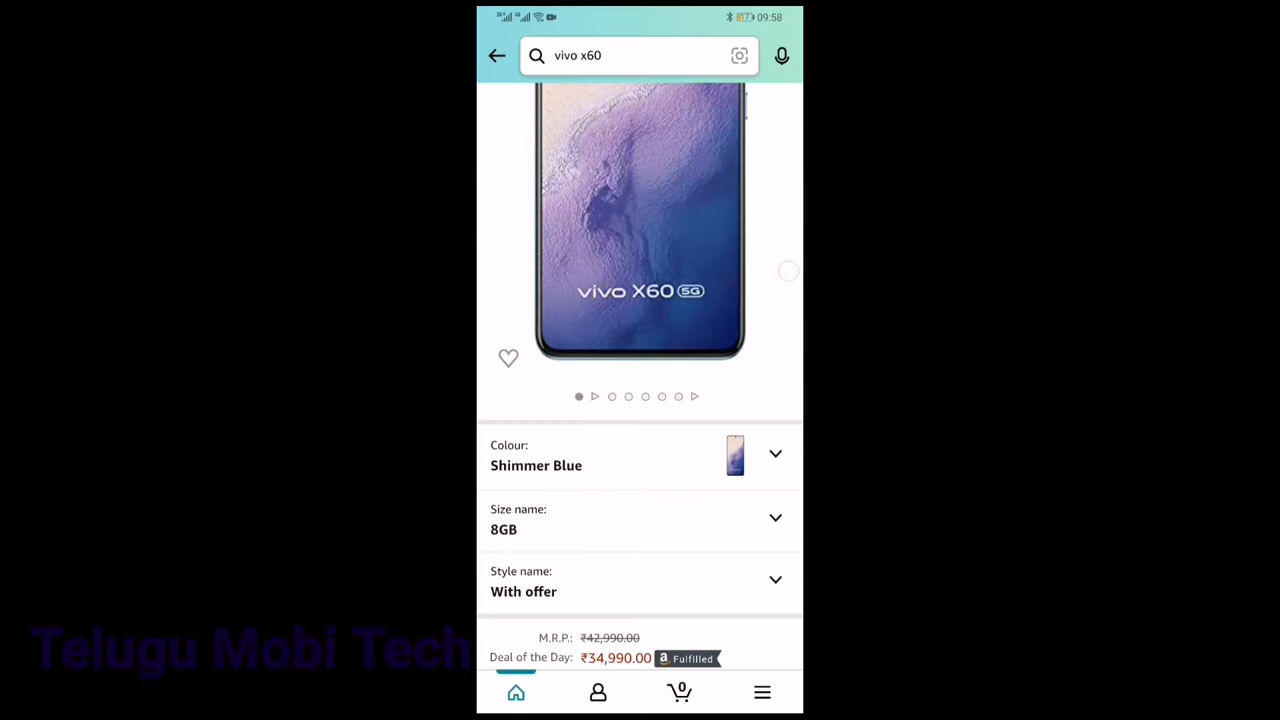 09:58
vivo x60
vivo X60 5G
Colour:
Shimmer Blue
Size name:
8GB
Style name:
With offer
M.R.P.: ₹42,990.00
Deal of the Day: ₹34,990.00 a Fulfilled
Telugu Mobi Tech
0